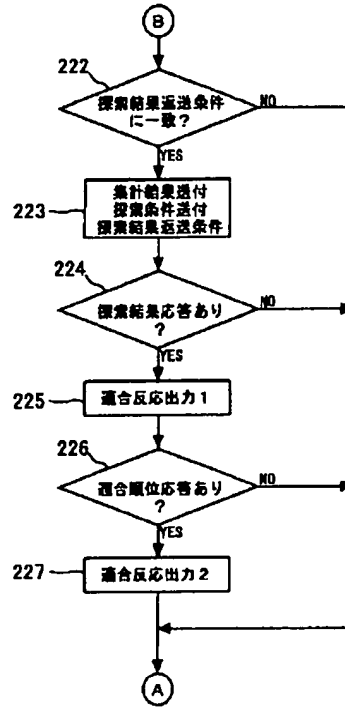 B
222
探索結果返送条件
に一致?
NO
YES
223
集計結果送付
探索条件送付
探索結果返送条件
224
探索結果応答あり
?
NO
YES
225
適合反応出力1
226
適合順位応答あり
?
NO
YES
227
適合反応出力2
A